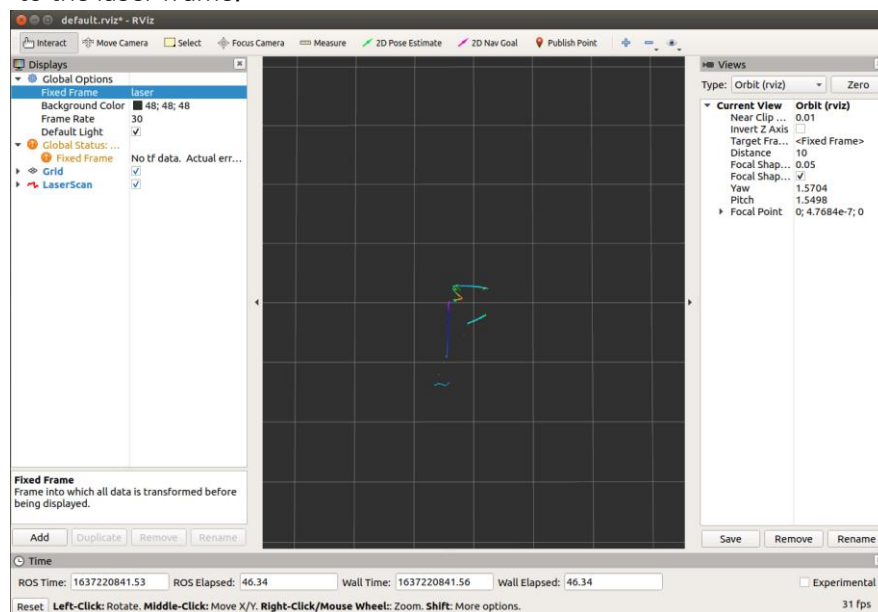 to the laser frame.
default.rviz* - RViz
Interact Move Camera Select Focus Camera Measure 2D Pose Estimate 2D Nav Goal Publish Point
Displays
Global Options
Fixed Frame laser
Background Color 48; 48; 48
Frame Rate 30
Default Light
Global Status: ...
Fixed Frame No tf data. Actual err...
Grid
LaserScan
Fixed Frame
Frame into which all data is transformed before
being displayed.
Add Duplicate Remove Rename
Views
Type: Orbit (rviz) Zero
Current View Orbit (rviz)
Near Clip ... 0.01
Invert Z Axis
Target Fra... <Fixed Frame>
Distance 10
Focal Shap... 0.05
Focal Shap...
Yaw 1.5704
Pitch 1.5498
Focal Point 0; 4.7684e-7; 0
Save Remove Rename
Time
ROS Time: 1637220841.53 ROS Elapsed: 46.34 Wall Time: 1637220841.56 Wall Elapsed: 46.34 Experimental
Reset Left-Click: Rotate. Middle-Click: Move X/Y. Right-Click/Mouse Wheel:: Zoom. Shift: More options. 31 fps